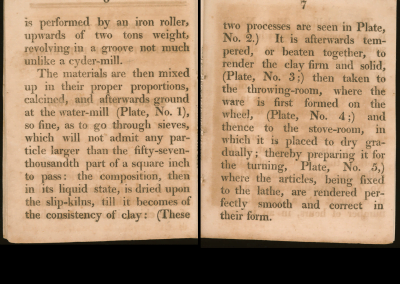 is performed by an iron roller,
upwards of two tons weight,
revolving in a groove not much
unlike a cyder-mill.
The materials are then mixed
up in their proper proportions,
calcined, and afterwards ground
at the water-mill (Plate, No. 1),
so fine, as to go through sieves,
which will not admit any par-
ticle larger than the fifty-seven-
thousandth part of a square inch
to pass: the composition, then
in its liquid state, is dried upon
the slip-kilns, till it becomes of
the consistency of clay: (These
7
two processes are seen in Plate,
No. 2.) It is afterwards tem-
pered, or beaten together, to
render the clay firm and solid,
(Plate, No. 3;) then taken to
the throwing-room, where the
ware is first formed on the
wheel, (Plate, No. 4;) and
thence to the stove-room, in
which it is placed to dry gra-
dually; thereby preparing it for
the turning, Plate, No. 5,)
where the articles, being fixed
to the lathe, are rendered per-
fectly smooth and correct in
their form.